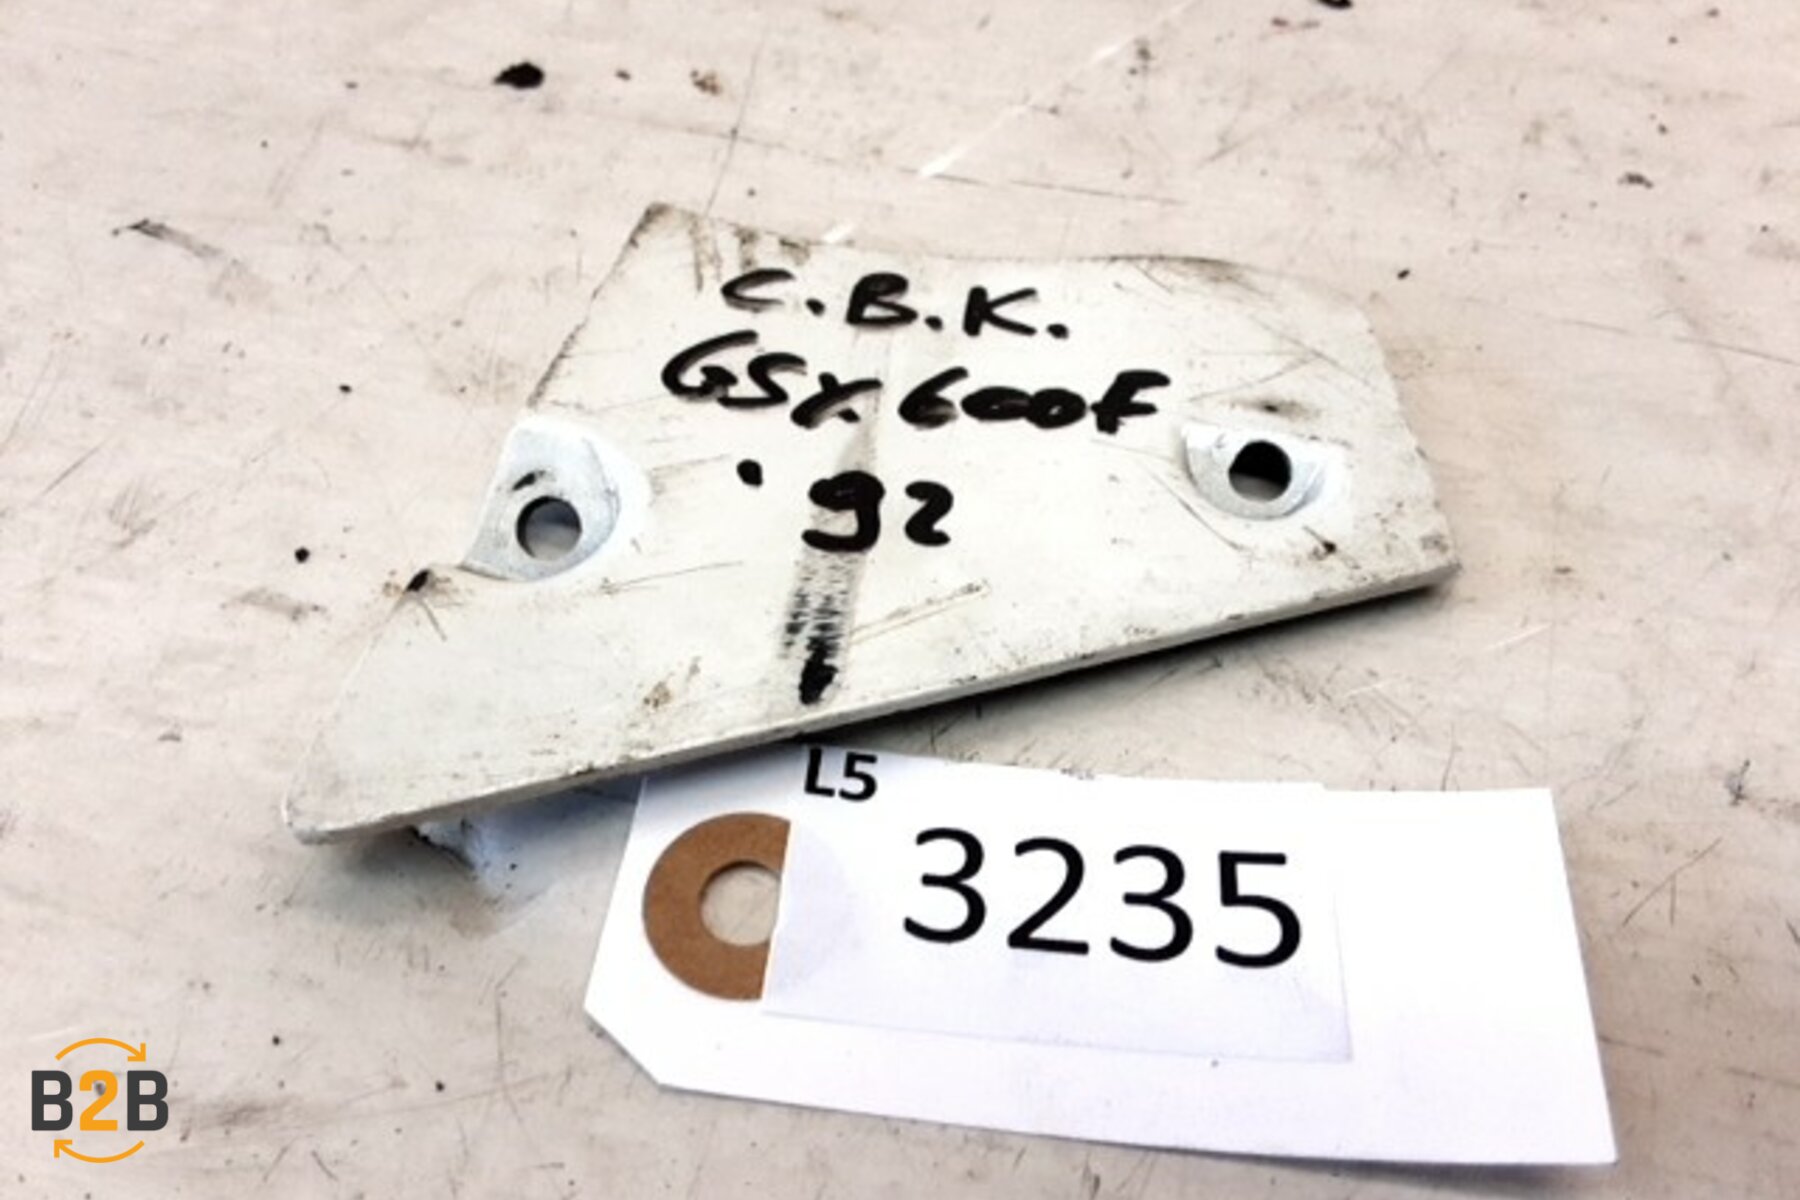 C.B.K.
GSX 600F
'92
L5
3235
B2B